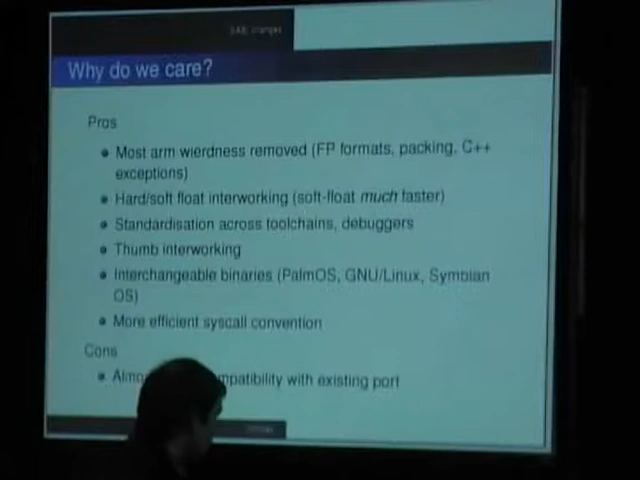 Why do we care?
Pros
Most arm wierdness removed (FP formats, packing, C++
exceptions)
Hard/soft float interworking (soft-float much faster)
Standardisation across toolchains, debuggers
Thumb interworking
Interchangeable binaries (PalmOS, GNU/Linux, Symbian
OS)
More efficient syscall convention
Cons
with existing port